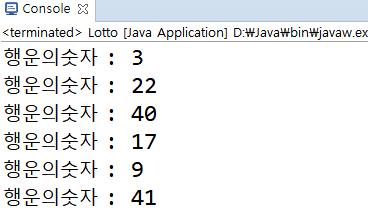 Console
<terminated> Lotto [Java Application] D:₩Java₩bin₩javaw.ex
행운의숫자 : 3
행운의숫자 : 22
행운의숫자 : 40
행운의숫자 : 17
행운의숫자 : 9
행운의숫자 : 41